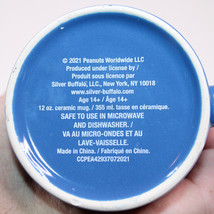 © 2021 Peanuts Worldwide LLC
Produced under license by /
Produit sous licence par
Silver Buffalo, LLC., New York, NY 10018
www.silver-buffalo.com
Age 14+ / Âge 14+
12 oz. ceramic mug. / 355 ml. tasse en céramique.
SAFE TO USE IN MICROWAVE
AND DISHWASHER. /
VA AU MICRO-ONDES ET AU
LAVE-VAISSELLE.
Made in China. / Fabriqué en Chine.
CCPEA42937072021